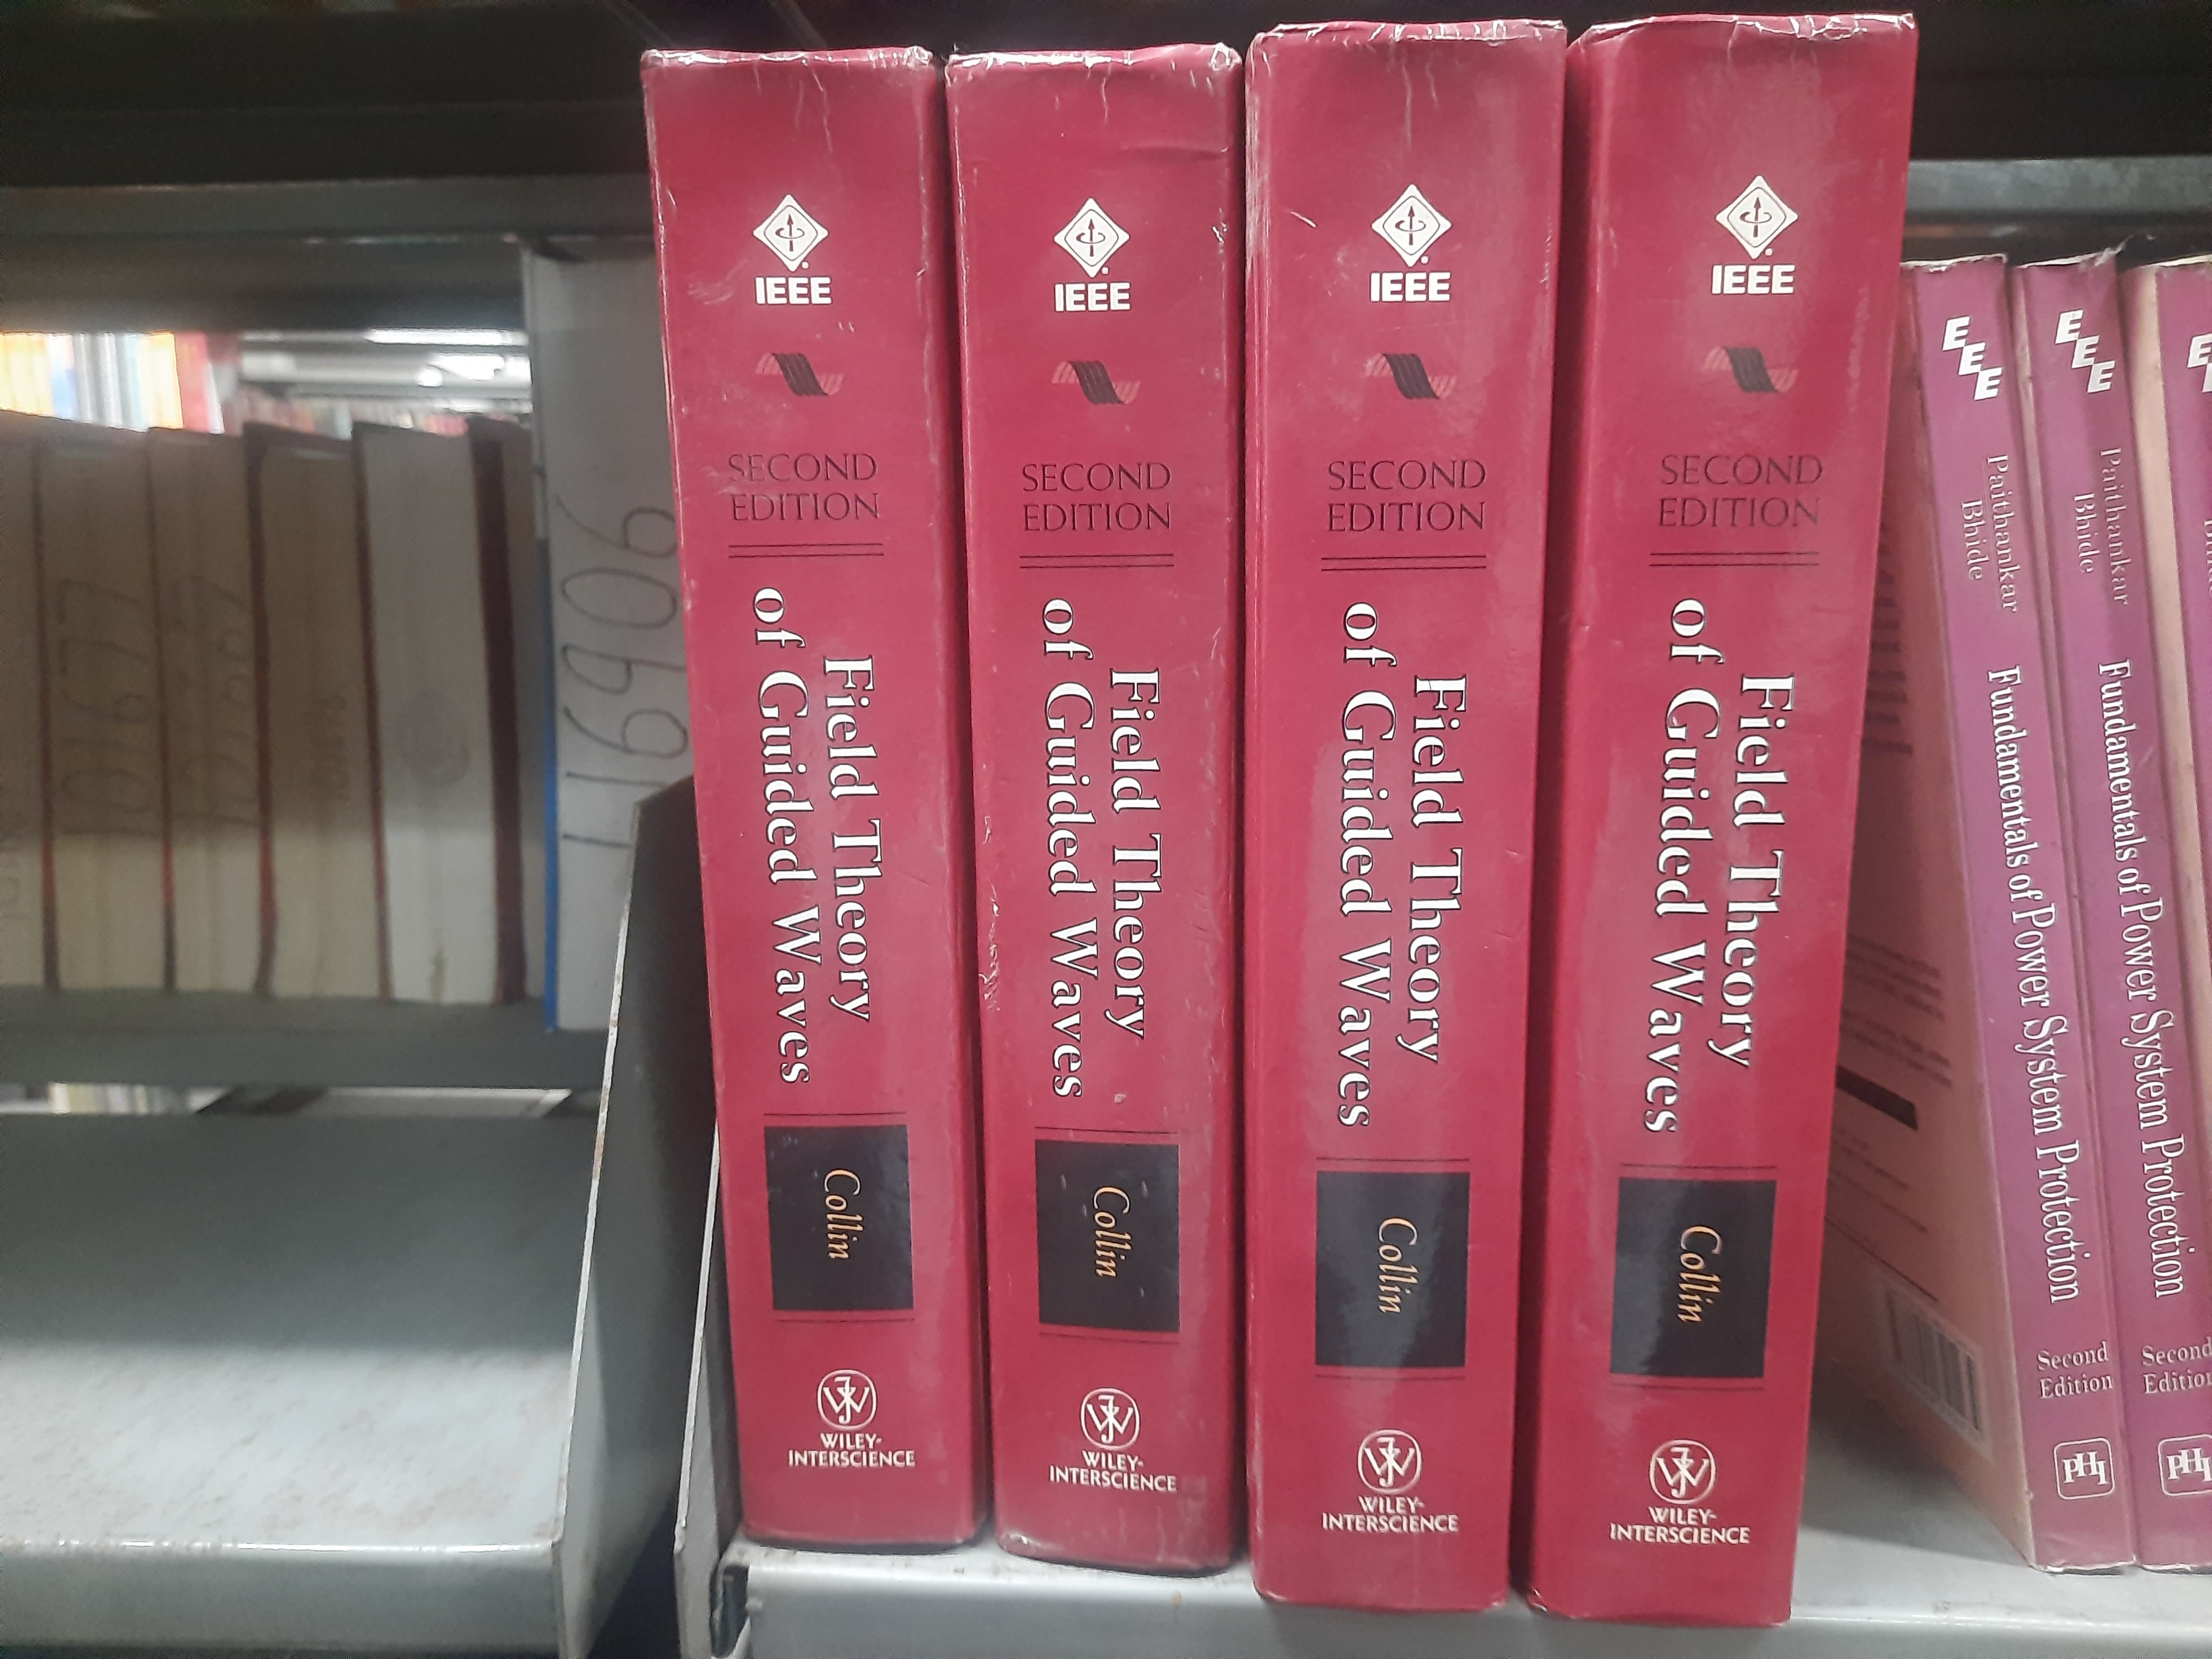 116906
IEEE
SECOND
EDITION
Field Theory
of Guided Waves
Collin
WILEY-
INTERSCIENCE
IEEE
SECOND
EDITION
Field Theory
of Guided Waves
Collin
WILEY-
INTERSCIENCE
IEEE
SECOND
EDITION
Field Theory
of Guided Waves
Collin
WILEY-
INTERSCIENCE
IEEE
SECOND
EDITION
Field Theory
of Guided Waves
Collin
WILEY-
INTERSCIENCE
EEE
Paithankar
Bhide
Fundamentals of Power System Protection
Second
Edition
PHI
EEE
Paithankar
Bhide
Fundamentals of Power System Protection
Second
Edition
PHI